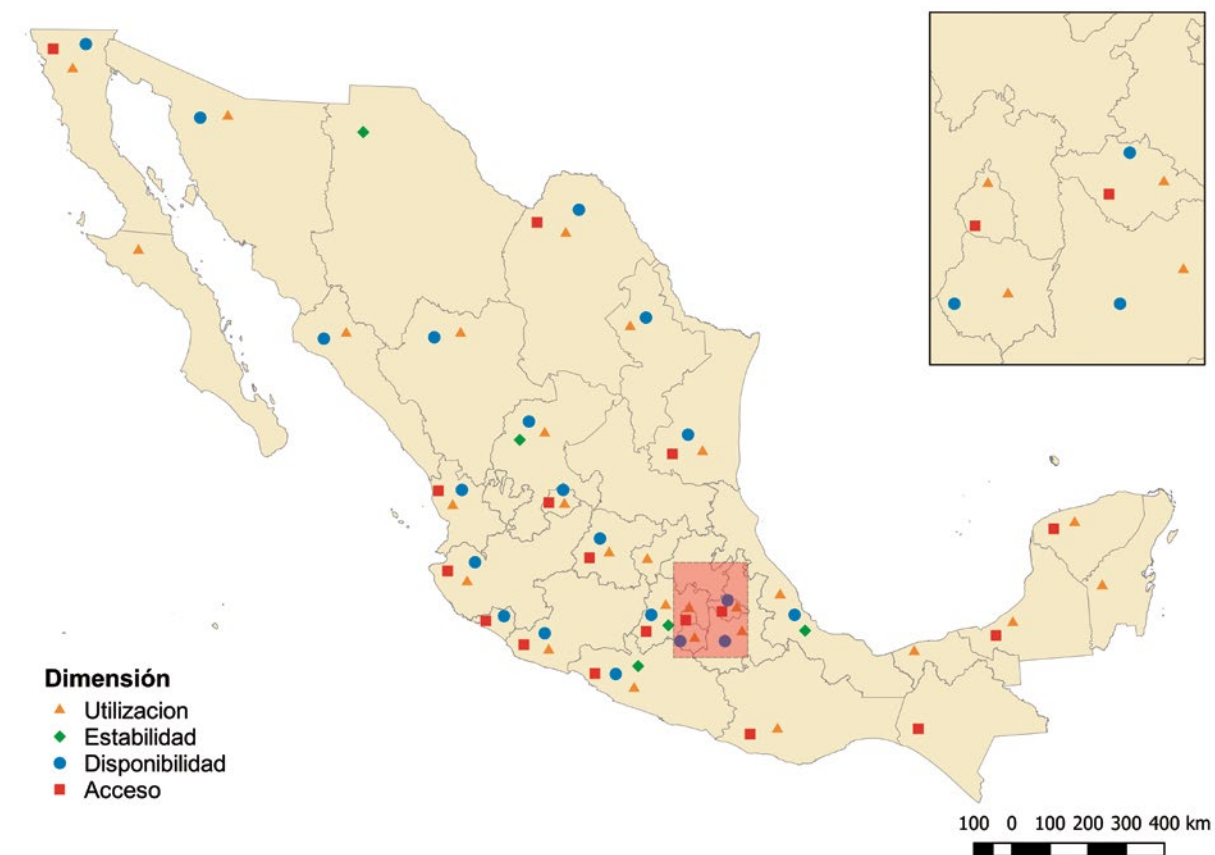 Dimensión
Utilizacion
Estabilidad
Disponibilidad
Acceso
100 0 100 200 300 400 km